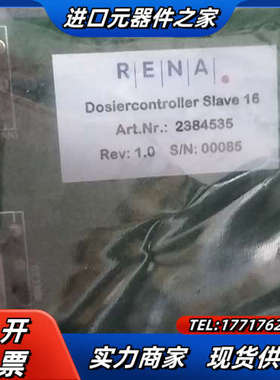 进口元器件之家
RENA
Dosiercontroller Slave 16
Art.Nr.: 2384535
Rev: 1.0 S/N: 00085
开
票
TEL:1771762
实力商家 现货 当